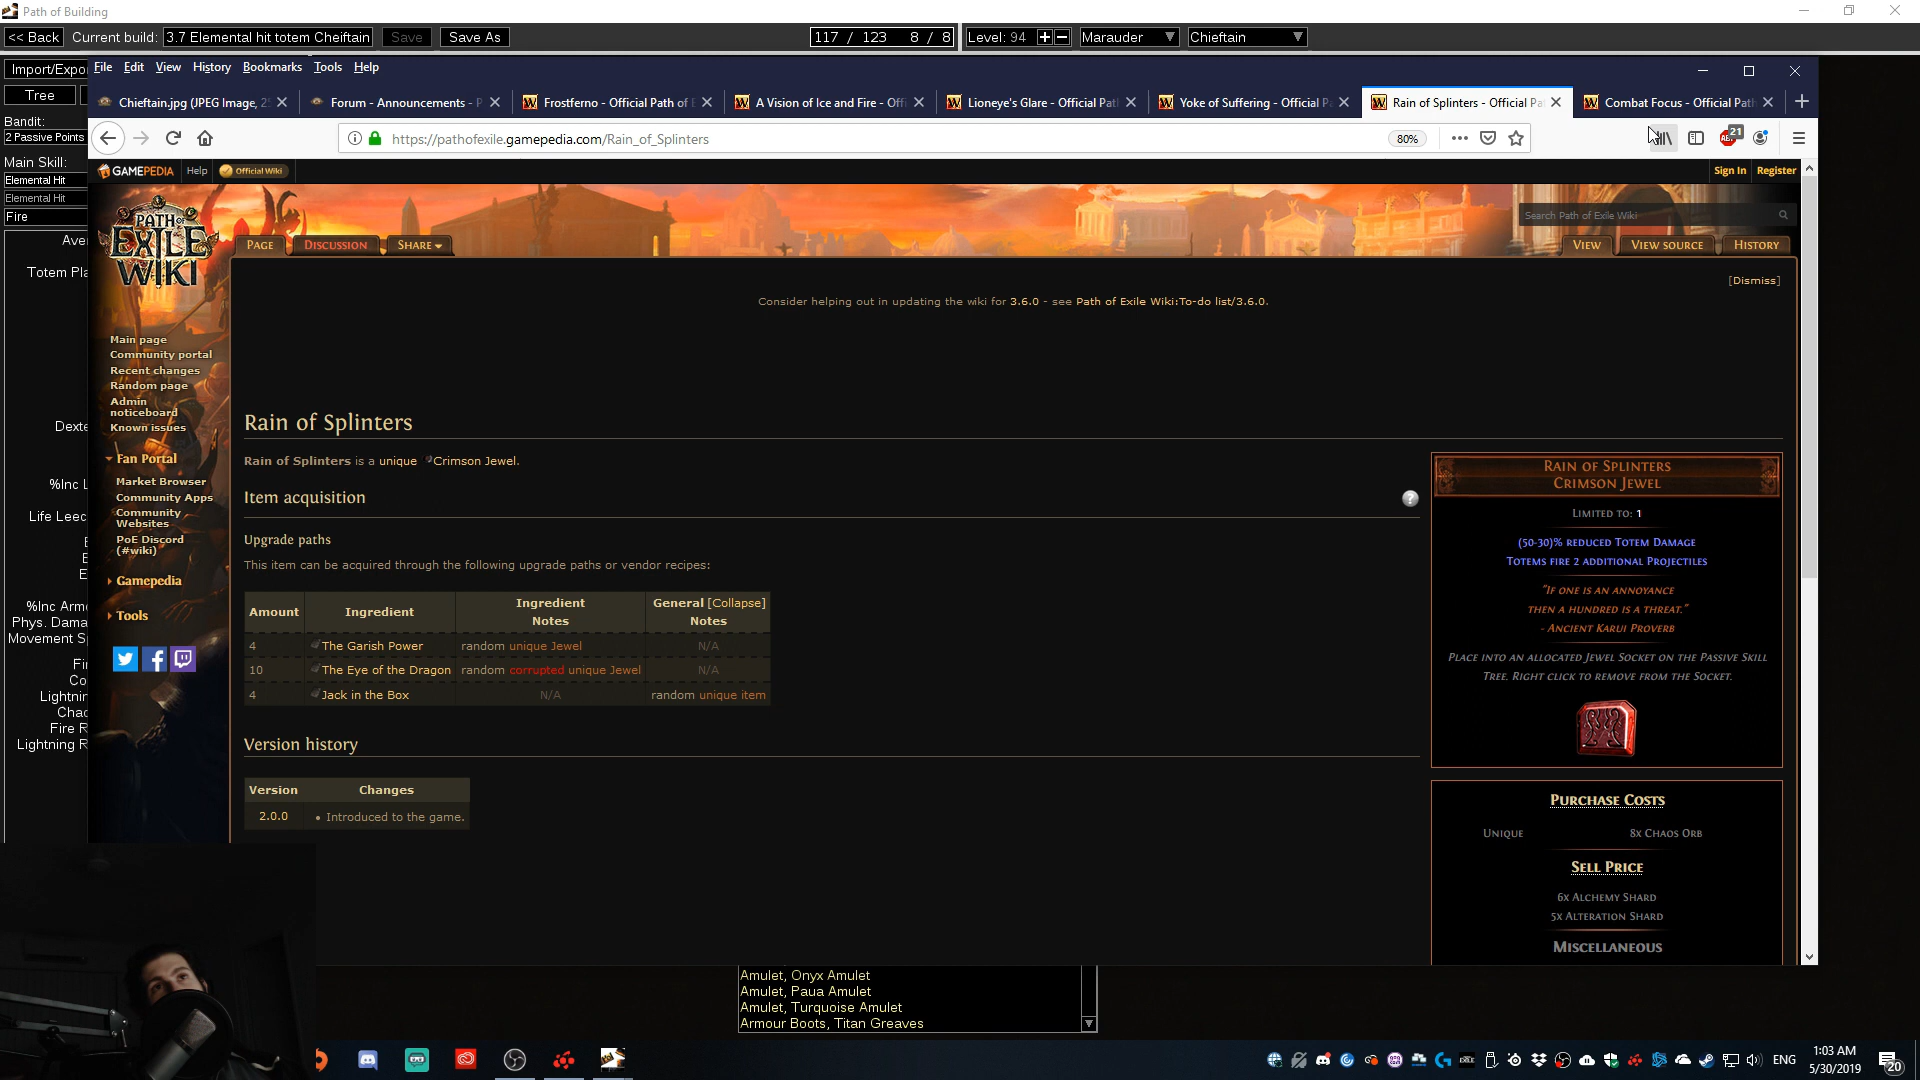 Path of Building
<< Back
Current build:
3.7 Elemental hit totem Cheiftain
Save
Save As
117 / 123 8 / 8
Level: 94
+
−
Marauder
Chieftain
Import/Expo
Tree
Bandit:
2 Passive Points
Main Skill:
Elemental Hit
Elemental Hit
Fire
Aver
Totem Pla
Dexte
%Inc L
Life Leec
%Inc Armo
Phys. Dama
Movement Sp
Fir
Co
Lightnin
Chao
Fire R
Lightning R
File Edit View History Bookmarks Tools Help
Chieftain.jpg (JPEG Image, 25
Forum - Announcements - P
Frostferno - Official Path of E
A Vision of Ice and Fire - Offi
Lioneye's Glare - Official Path
Yoke of Suffering - Official Pa
Rain of Splinters - Official Pa
Combat Focus - Official Path
https://pathofexile.gamepedia.com/Rain_of_Splinters
80%
21
GAMEPEDIA
Help
Official Wiki
Sign In
Register
PATH OF EXILE WIKI
PAGE
DISCUSSION
SHARE
Search Path of Exile Wiki
VIEW
VIEW SOURCE
HISTORY
[Dismiss]
Consider helping out in updating the wiki for 3.6.0 - see Path of Exile Wiki:To-do list/3.6.0.
Main page
Community portal
Recent changes
Random page
Admin
noticeboard
Known issues
Fan Portal
Market Browser
Community Apps
Community
Websites
PoE Discord
(#wiki)
Gamepedia
Tools
Rain of Splinters
Rain of Splinters is a unique Crimson Jewel.
Item acquisition
?
Upgrade paths
This item can be acquired through the following upgrade paths or vendor recipes:
Amount
Ingredient
Ingredient
Notes
General [Collapse]
Notes
4 The Garish Power random unique Jewel N/A
10 The Eye of the Dragon random corrupted unique Jewel N/A
4 Jack in the Box N/A random unique item
Version history
Version Changes
2.0.0 • Introduced to the game.
RAIN OF SPLINTERS
CRIMSON JEWEL
LIMITED TO: 1
(50-30)% REDUCED TOTEM DAMAGE
TOTEMS FIRE 2 ADDITIONAL PROJECTILES
"IF ONE IS AN ANNOYANCE
THEN A HUNDRED IS A THREAT."
- ANCIENT KARUI PROVERB
PLACE INTO AN ALLOCATED JEWEL SOCKET ON THE PASSIVE SKILL
TREE. RIGHT CLICK TO REMOVE FROM THE SOCKET.
PURCHASE COSTS
UNIQUE 8X CHAOS ORB
SELL PRICE
6X ALCHEMY SHARD
5X ALTERATION SHARD
MISCELLANEOUS
Amulet, Onyx Amulet
Amulet, Paua Amulet
Amulet, Turquoise Amulet
Armour Boots, Titan Greaves
ENG
1:03 AM
5/30/2019
20